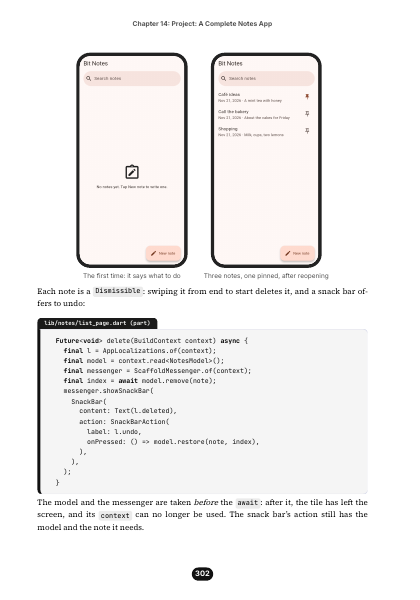 Chapter 14: Project: A Complete Notes App
Bit Notes
Search notes
No notes yet. Tap New note to write one.
New note
Bit Notes
Search notes
Café ideas
Nov 21, 2026 · A mint tea with honey
Call the bakery
Nov 21, 2026 · About the cakes for Friday
Shopping
Nov 21, 2026 · Milk, rope, two lemons
New note
The first time: it says what to do
Three notes, one pinned, after reopening
Each note is a Dismissible: swiping it from end to start deletes it, and a snack bar of-
fers to undo:
lib/notes/list_page.dart (part)
Future<void> delete(BuildContext context) async {
final l = AppLocalizations.of(context);
final model = context.read<NotesModel>();
final messenger = ScaffoldMessenger.of(context);
final index = await model.remove(note);
messenger.showSnackBar(
SnackBar(
content: Text(l.deleted),
action: SnackBarAction(
label: l.undo,
onPressed: () => model.restore(note, index),
),
),
);
}
The model and the messenger are taken before the await: after it, the tile has left the
screen, and its context can no longer be used. The snack bar's action still has the
model and the note it needs.
302